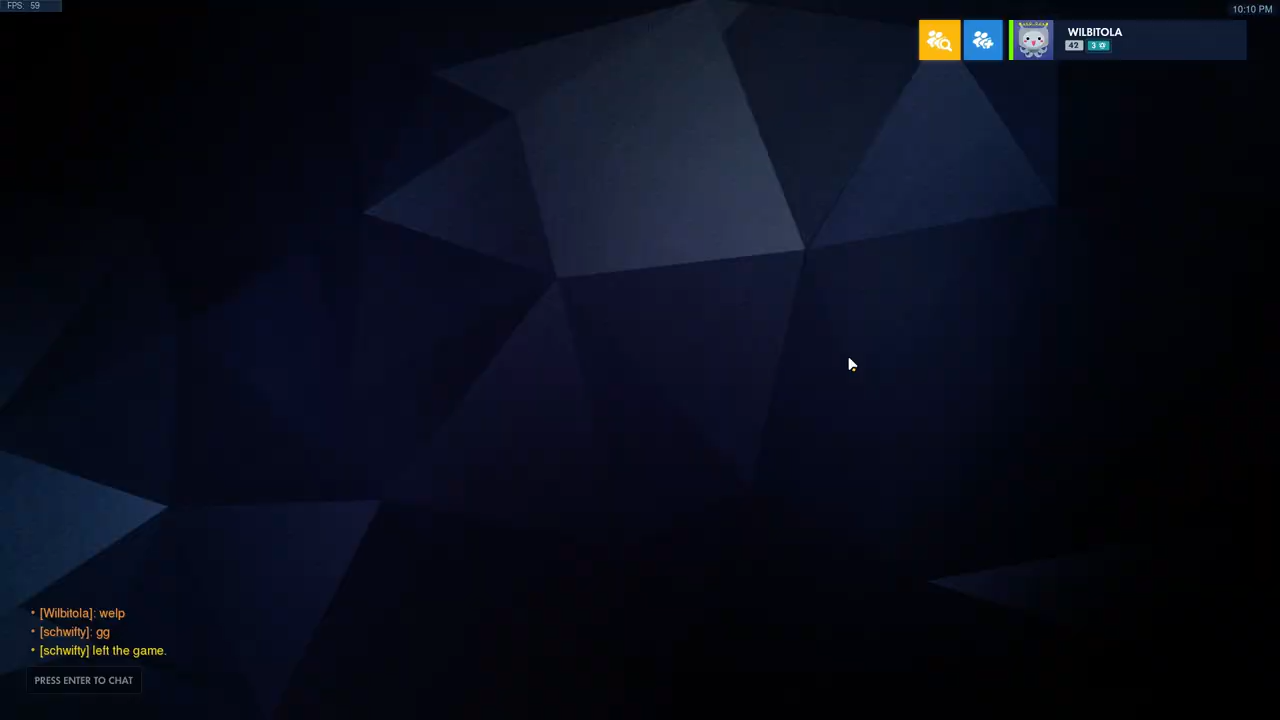 FPS: 59
10:10 PM
WILBITOLA
42 3
• [Wilbitola]: welp
• [schwifty]: gg
• [schwifty] left the game.
PRESS ENTER TO CHAT